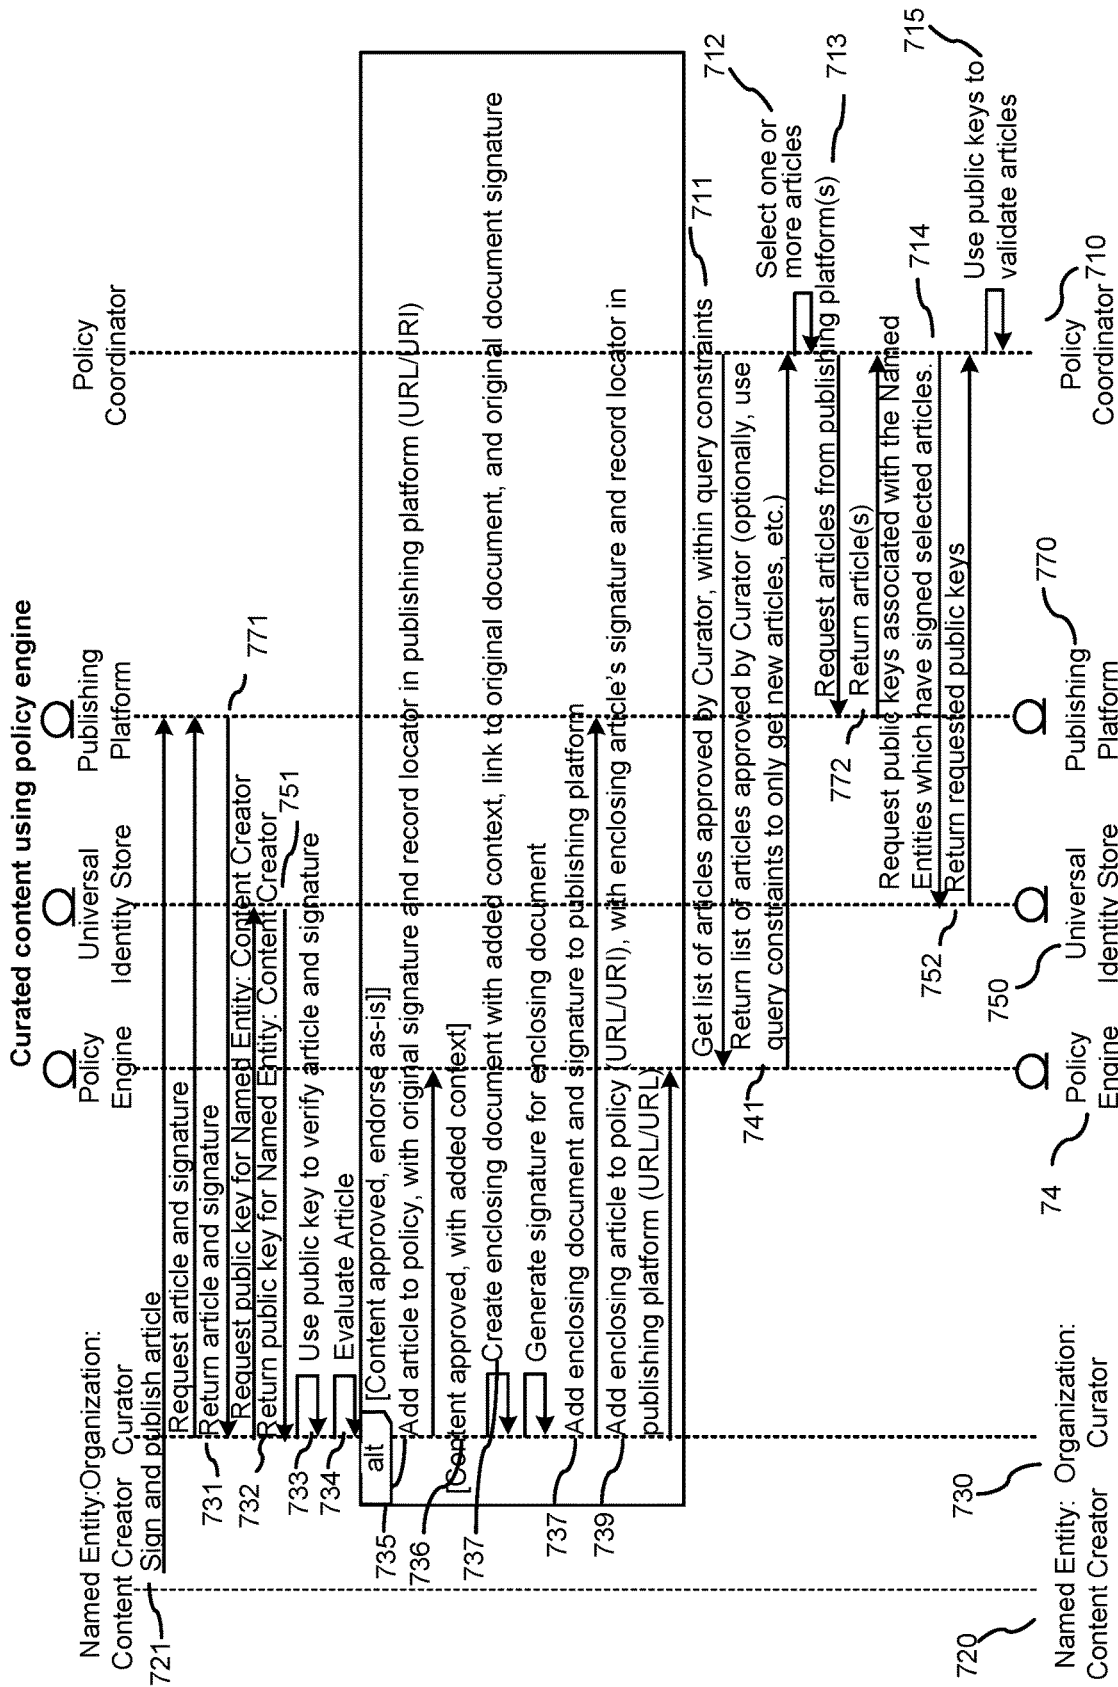 Curated content using policy engine
Named Entity:
Content Creator
Organization:
Curator
Policy
Engine
Universal
Identity Store
Publishing
Platform
Policy
Coordinator
721
Sign and publish article
Request article and signature
731
Return article and signature
771
732
Request public key for Named Entity: Content Creator
Return public key for Named Entity: Content Creator
751
733
Use public key to verify article and signature
734
Evaluate Article
alt
[Content approved, endorse as-is]]
735
Add article to policy, with original signature and record locator in publishing platform (URL/URI)
736
[Content approved, with added context]
737
Create enclosing document with added context, link to original document, and original document signature
Generate signature for enclosing document
737
Add enclosing document and signature to publishing platform
739
Add enclosing article to policy (URL/URI), with enclosing article's signature and record locator in
publishing platform (URL/URL)
Get list of articles approved by Curator, within query constraints
711
741
Return list of articles approved by Curator (optionally, use
query constraints to only get new articles, etc.)
712
Select one or
more articles
Request articles from publishing platform(s)
713
772
Return article(s)
Request public keys associated with the Named
Entities which have signed selected articles.
714
752
Return requested public keys
715
Use public keys to
validate articles
720
Named Entity:
Content Creator
730
Organization:
Curator
74
Policy
Engine
750
Universal
Identity Store
770
Publishing
Platform
710
Policy
Coordinator